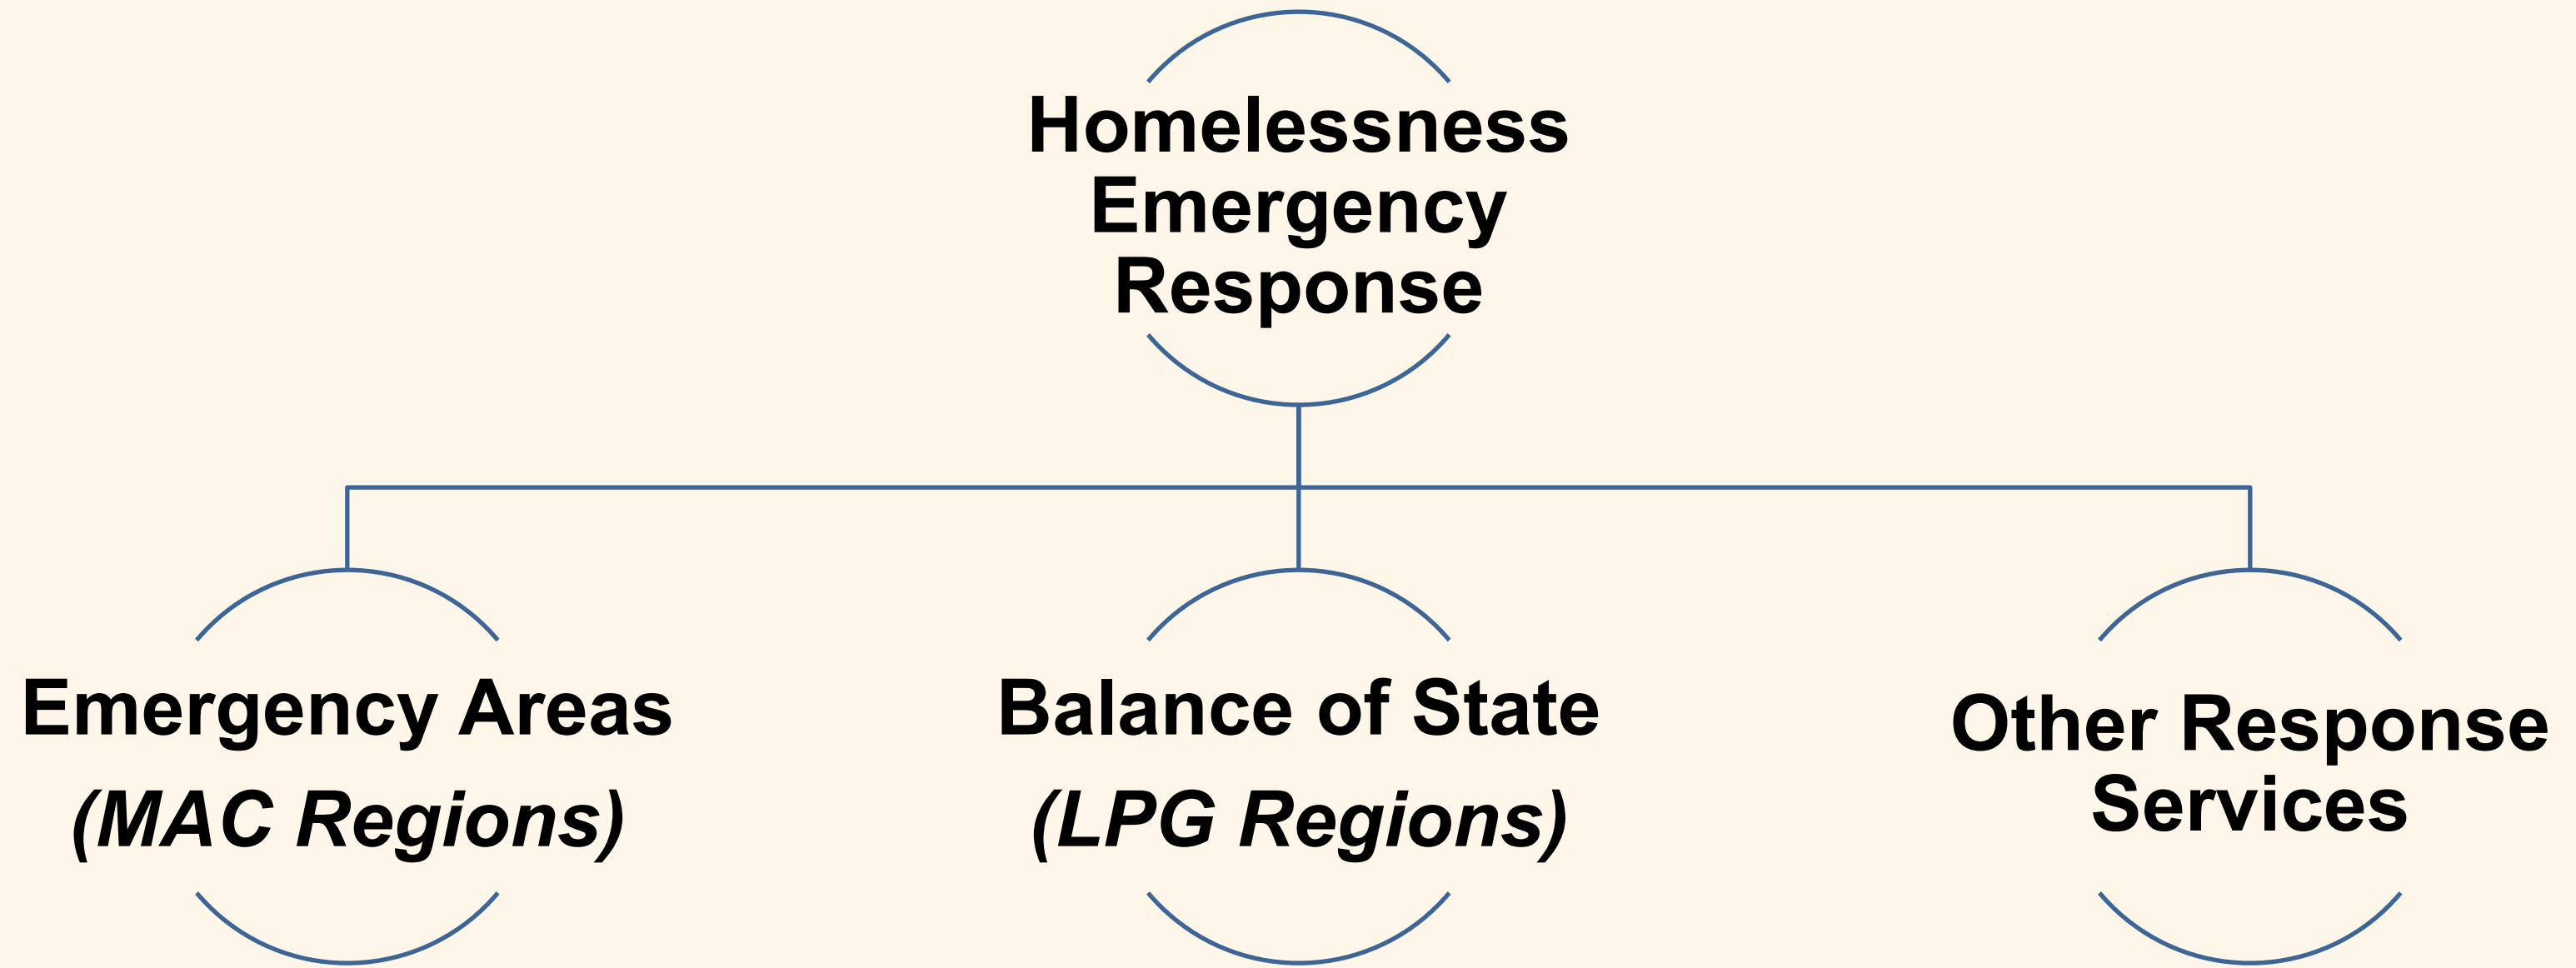 Homelessness
Emergency
Response
Emergency Areas
(MAC Regions)
Balance of State
(LPG Regions)
Other Response
Services